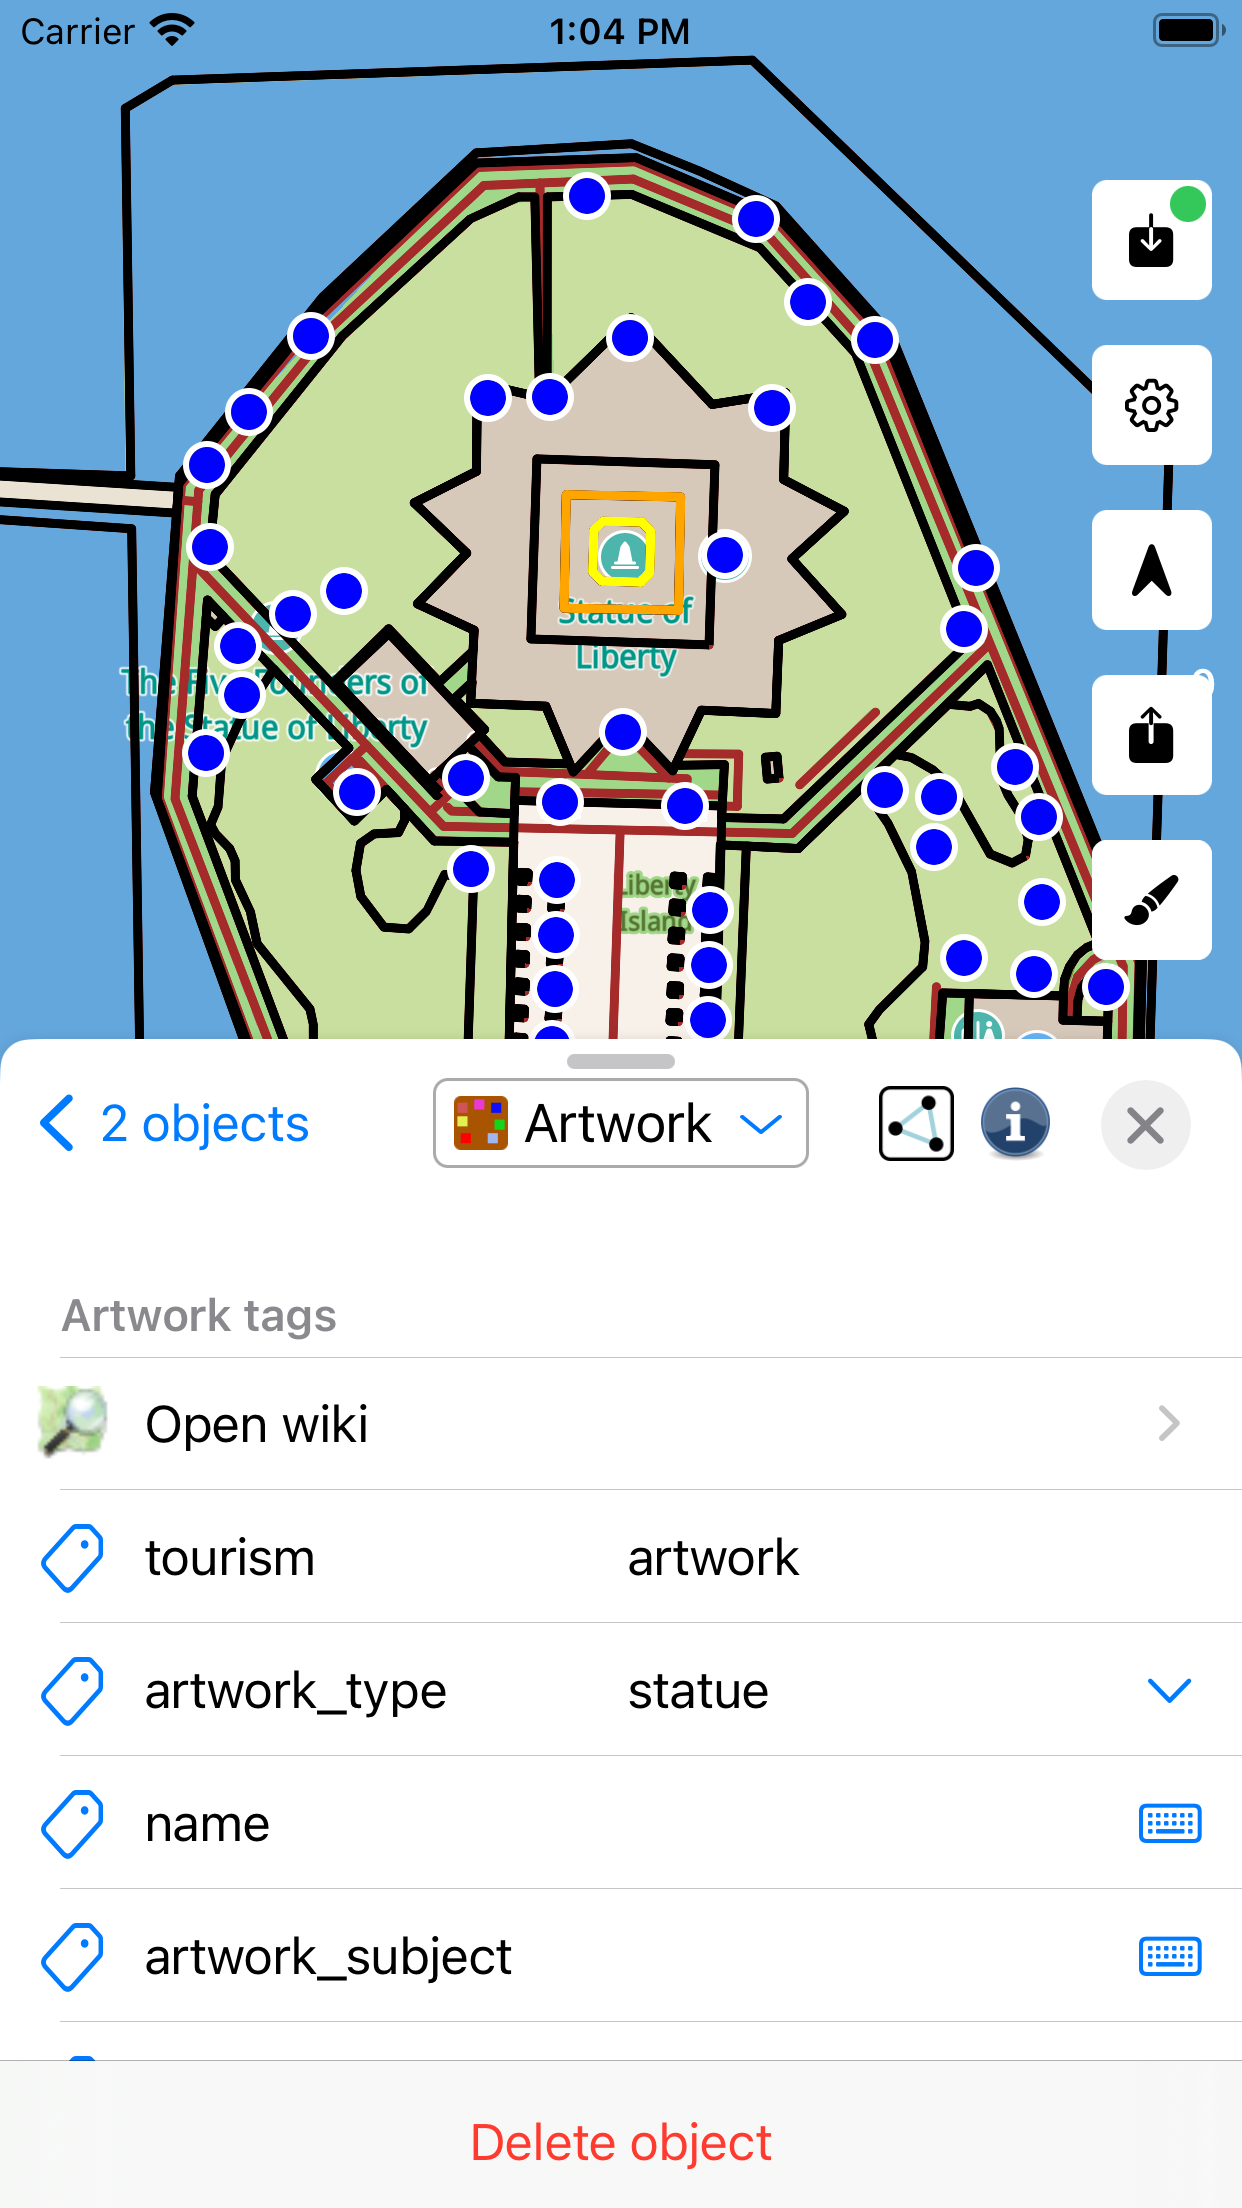 Carrier
1:04 PM
Statue of
Liberty
The Five Founders of
the Statue of Liberty
0
Liberty
Island
2 objects
Artwork
Artwork tags
Open wiki
tourism artwork
artwork_type statue
name
artwork_subject
Delete object